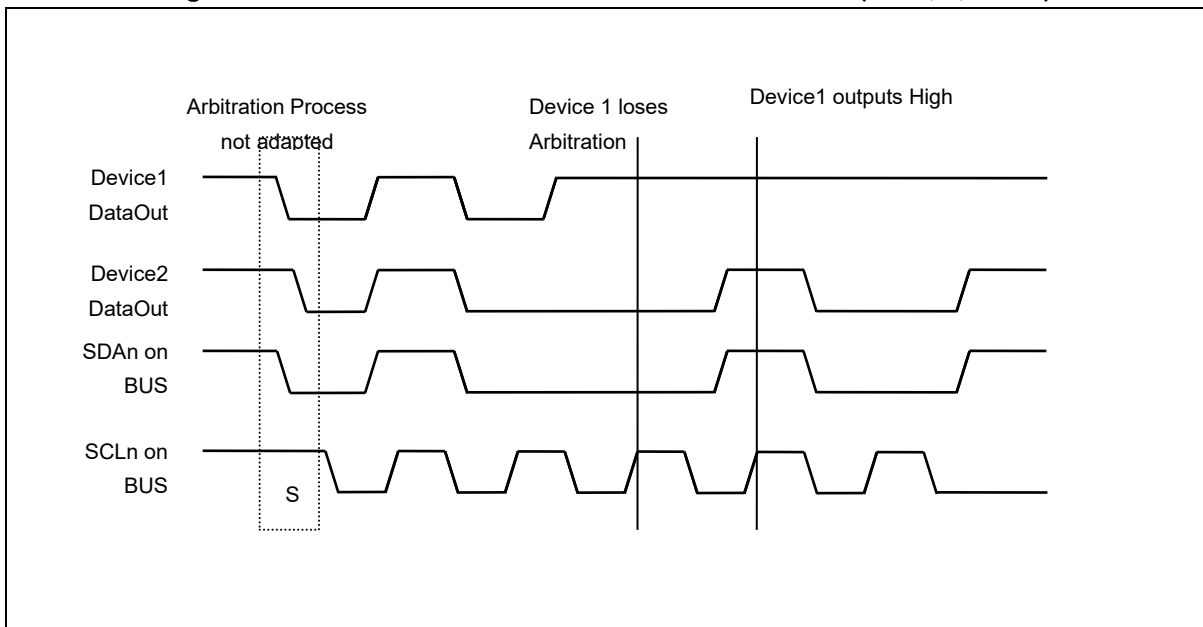 Arbitration Process
not adapted
Device 1 loses
Arbitration
Device1 outputs High
Device1
DataOut
Device2
DataOut
SDAn on
BUS
SCLn on
BUS
S